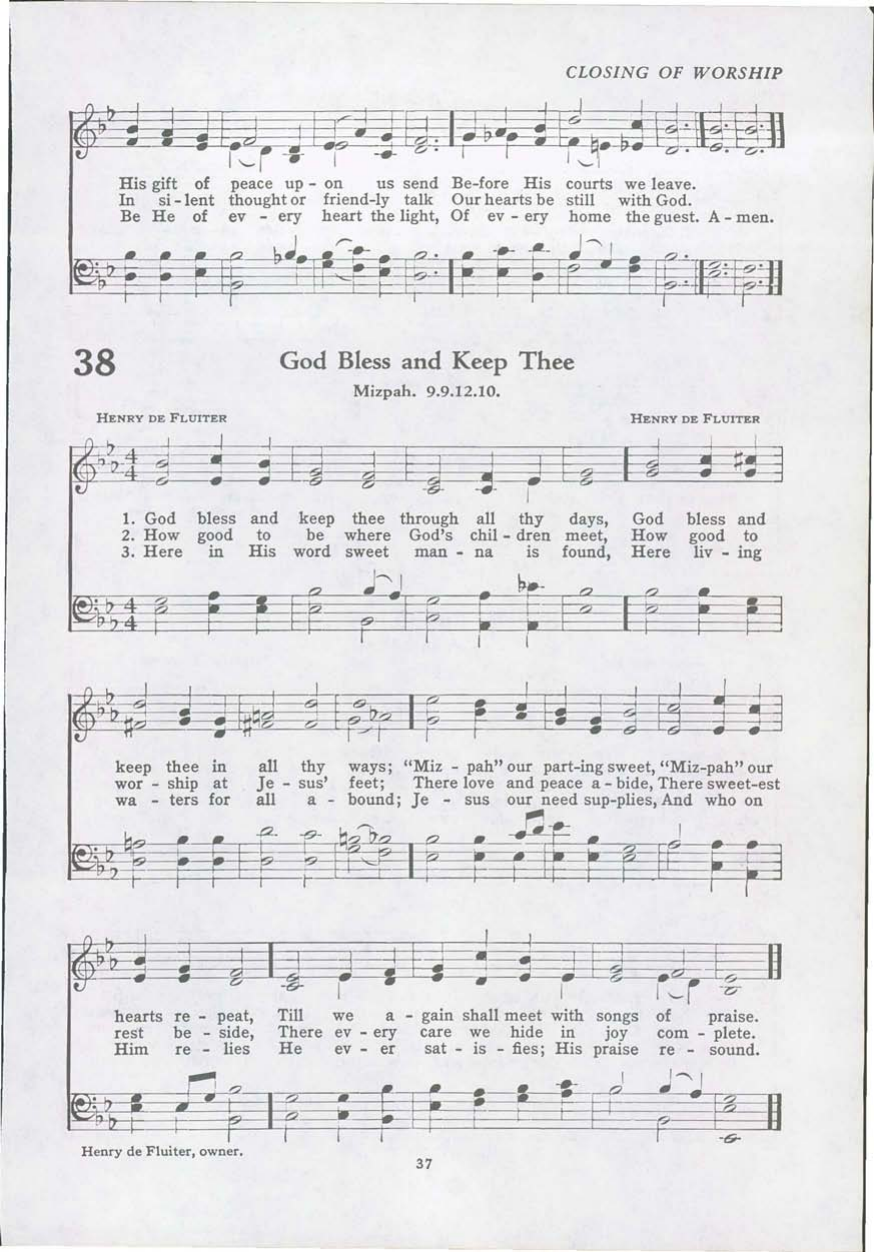 CLOSING OF WORSHIP
His gift of peace up - on us send Be-fore His courts we leave.
In si - lent thought or friend-ly talk Our hearts be still with God.
Be He of ev - ery heart the light, Of ev - ery home the guest. A - men.
38 God Bless and Keep Thee
Mizpah. 9.9.12.10.
HENRY DE FLUITER HENRY DE FLUITER
4
4
1. God bless and keep thee through all thy days, God bless and
2. How good to be where God's chil - dren meet, How good to
3. Here in His word sweet man - na is found, Here liv - ing
4
4
keep thee in all thy ways; "Miz - pah" our part-ing sweet, "Miz-pah" our
wor - ship at Je - sus' feet; There love and peace a - bide, There sweet-est
wa - ters for all a - bound; Je - sus our need sup-plies, And who on
hearts re - peat, Till we a - gain shall meet with songs of praise.
rest be - side, There ev - ery care we hide in joy com - plete.
Him re - lies He ev - er sat - is - fies; His praise re - sound.
Henry de Fluiter, owner.
37